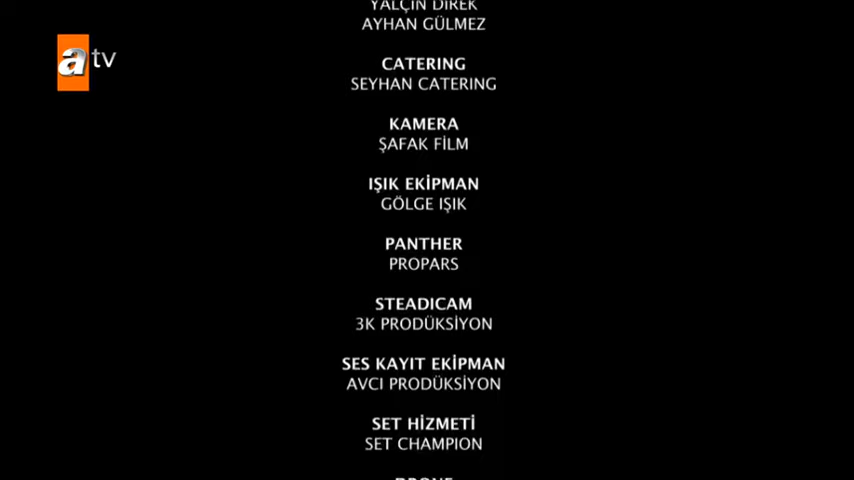 YALÇIN DİREK
AYHAN GÜLMEZ
atv
CATERING
SEYHAN CATERING
KAMERA
ŞAFAK FİLM
IŞIK EKİPMAN
GÖLGE IŞIK
PANTHER
PROPARS
STEADICAM
3K PRODÜKSİYON
SES KAYIT EKİPMAN
AVCI PRODÜKSİYON
SET HİZMETİ
SET CHAMPION
DRONE